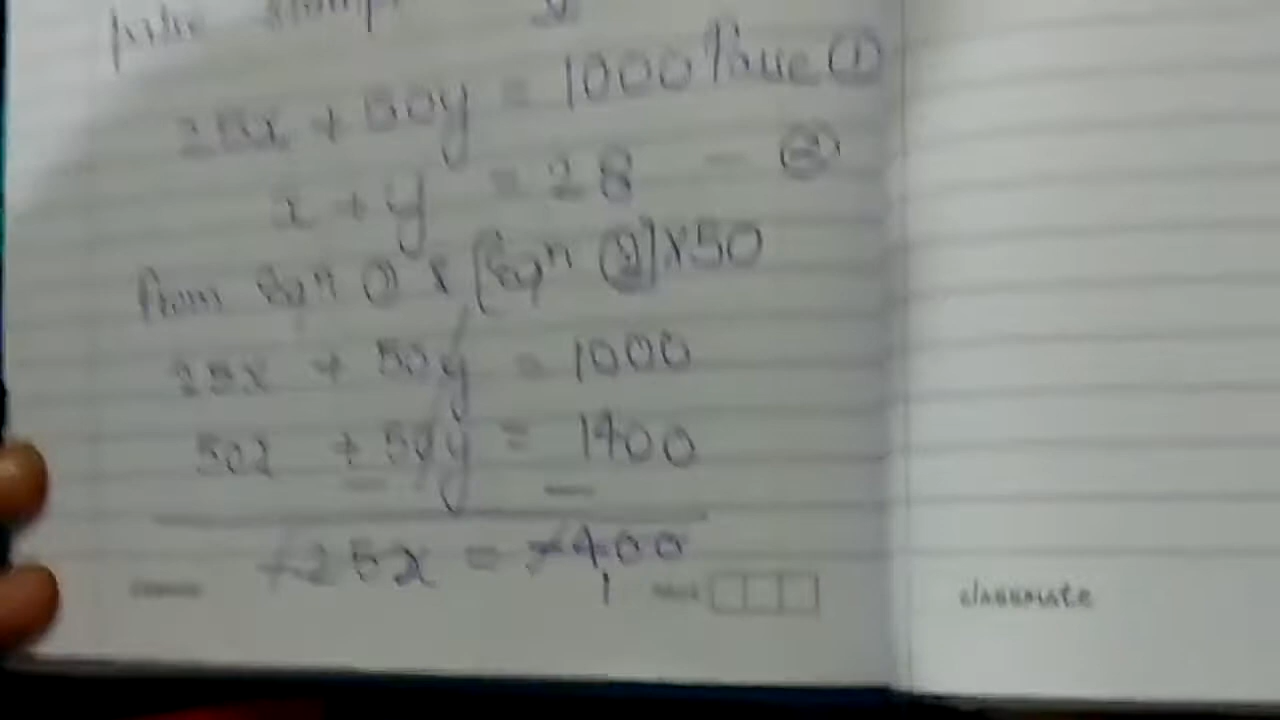 25x + 50y = 1000 Paise ①
x + y = 28 - ②
From Eqn ① & [Eqn ②]×50
25x + 50y = 1000
50x + 50y = 1400
-25x = -400
classmate